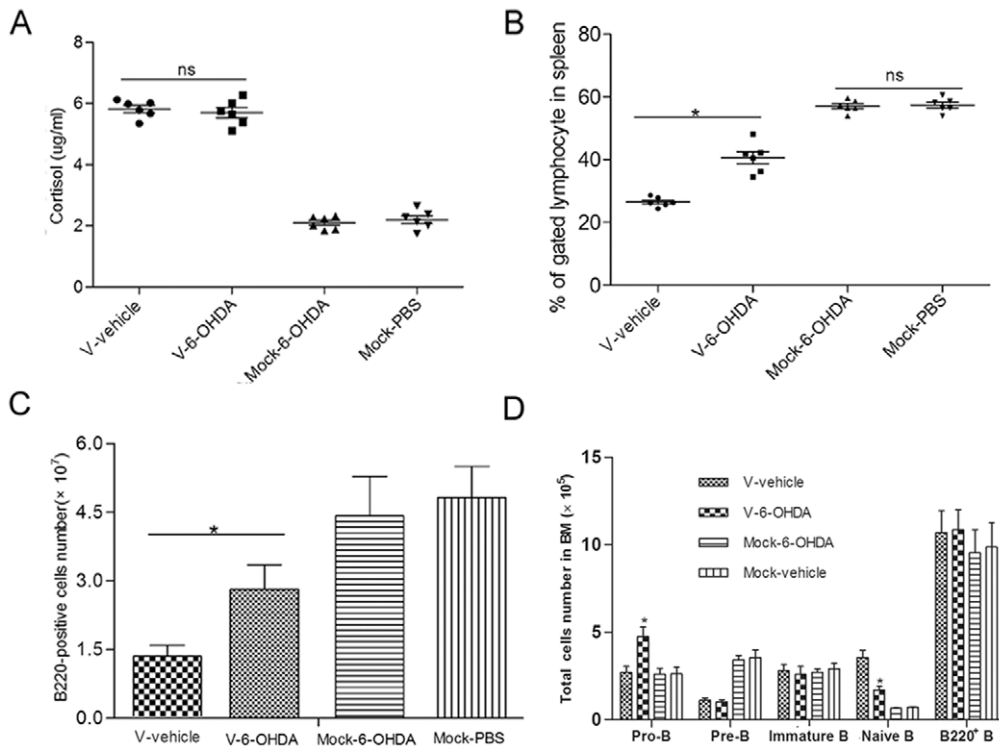 A
8
6
4
2
0
Cortisol (ug/ml)
ns
V-vehicle
V-6-OHDA
Mock-6-OHDA
Mock-PBS
B
80
60
40
20
0
% of gated lymphocyte in spleen
*
ns
V-vehicle
V-6-OHDA
Mock-6-OHDA
Mock-PBS
C
6.0
4.5
3.0
1.5
0.0
B220-positive cells number(× 10⁷)
*
V-vehicle
V-6-OHDA
Mock-6-OHDA
Mock-PBS
D
15
10
5
0
Total cells number in BM (× 10⁵)
V-vehicle
V-6-OHDA
Mock-6-OHDA
Mock-vehicle
*
*
Pro-B
Pre-B
Immature B
Naive B
B220⁺ B